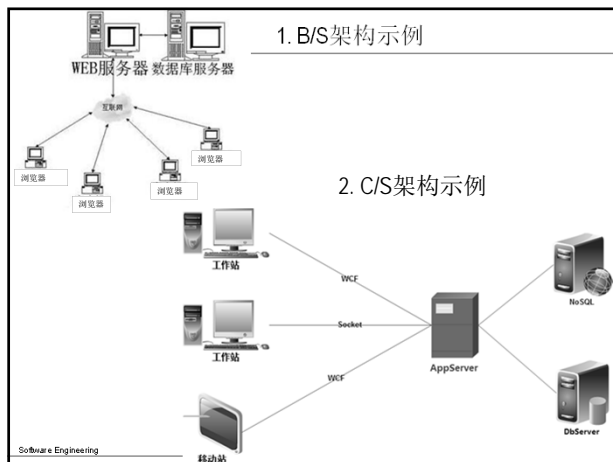 1. B/S架构示例
WEB服务器 数据库服务器
互联网
浏览器
浏览器
浏览器
浏览器
2. C/S架构示例
工作站
WCF
NoSQL
工作站
Socket
AppServer
WCF
DbServer
移动站
Software Engineering